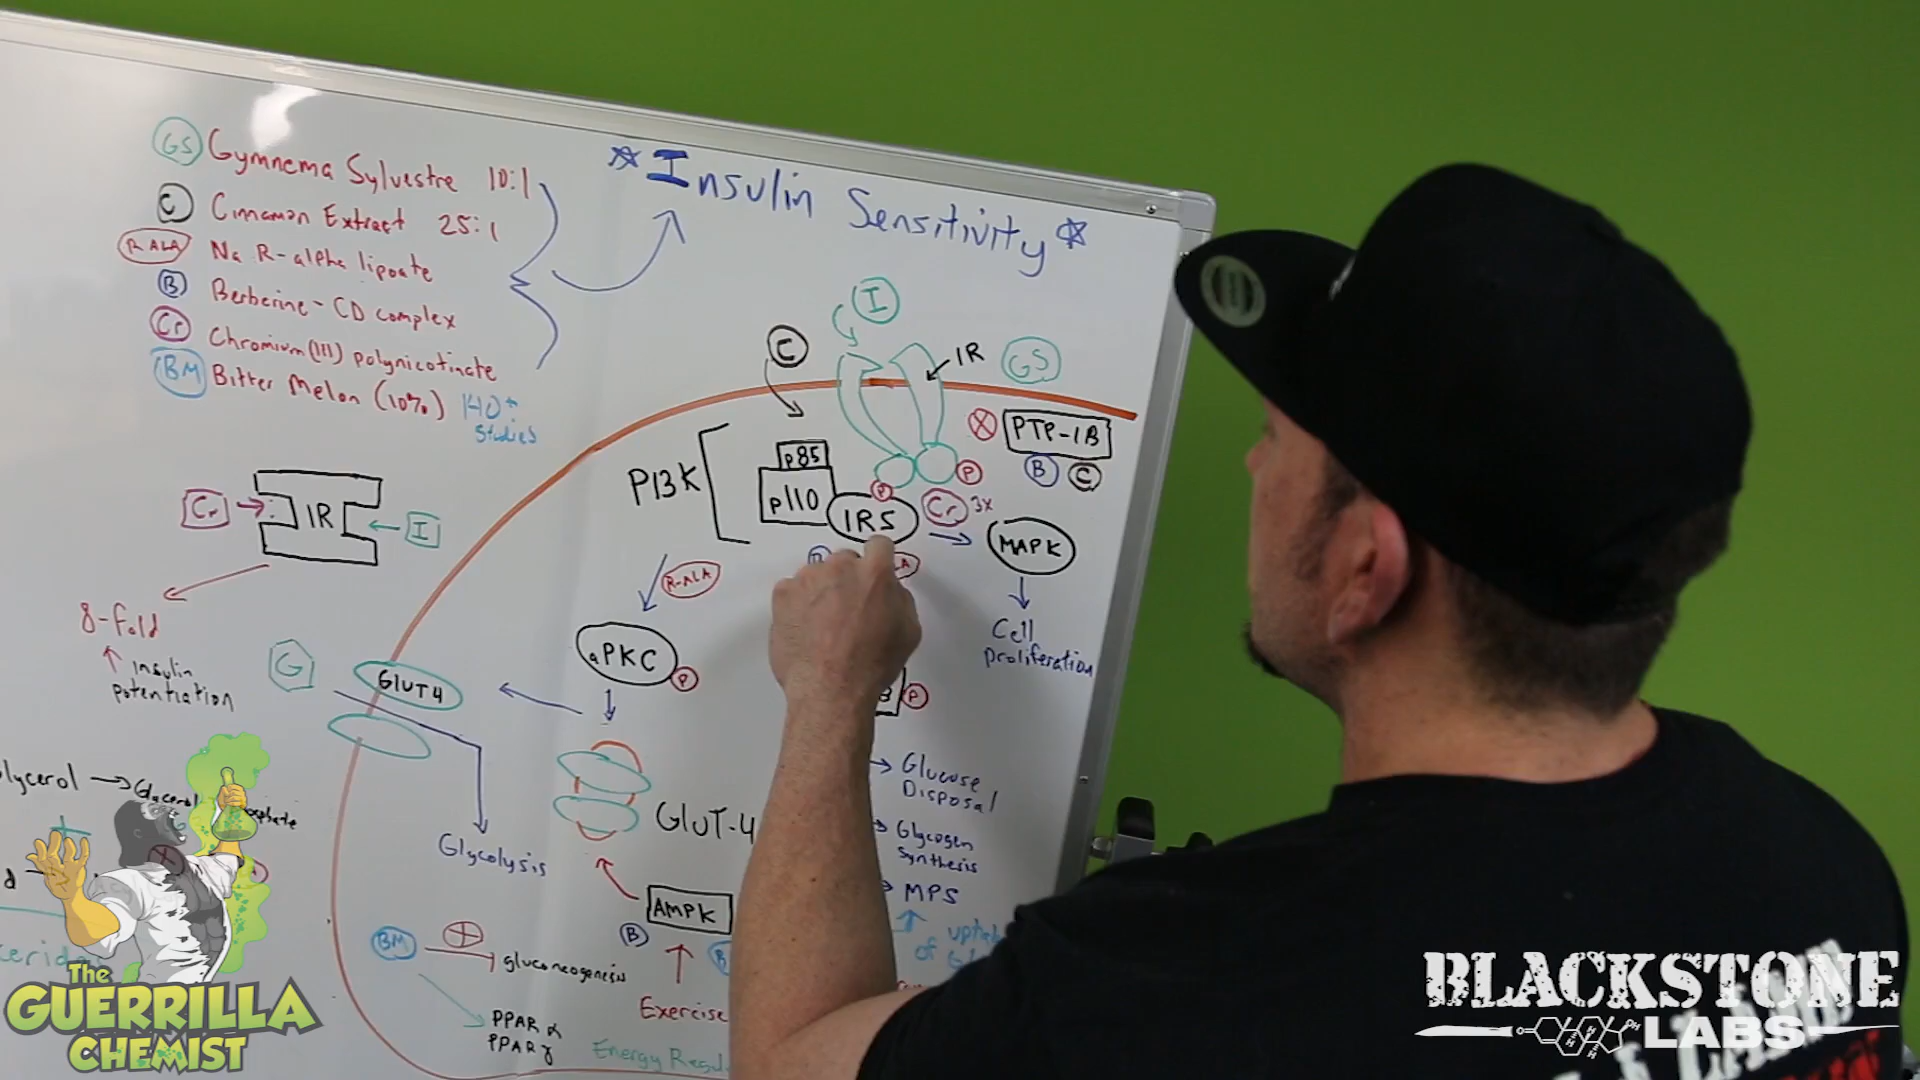 GS Gymnema Sylvestre 10:1
C Cinnamon Extract 25:1
R ALA Na R-alpha lipoate
B Berberine - CD complex
Cr Chromium(III) polynicotinate
BM Bitter Melon (10%) 140+
Studies
*Insulin Sensitivity*
I
C
IR
GS
PTP-1B
B C
P
PI3K
p85
p110
P
IRS
Cr 3x
MAPK
Cell
proliferation
Cr
IR
I
8-fold
insulin
potentiation
R-ALA
aPKC
P
P
G
GLUT4
Glycolysis
GLUT-4
Glucose
Disposal
Glycogen
Synthesis
MPS
AMPK
B
Exercise
BM
gluconeogenesis
PPAR α
PPAR γ
The
GUERRILLA
CHEMIST
BLACKSTONE
LABS
OH